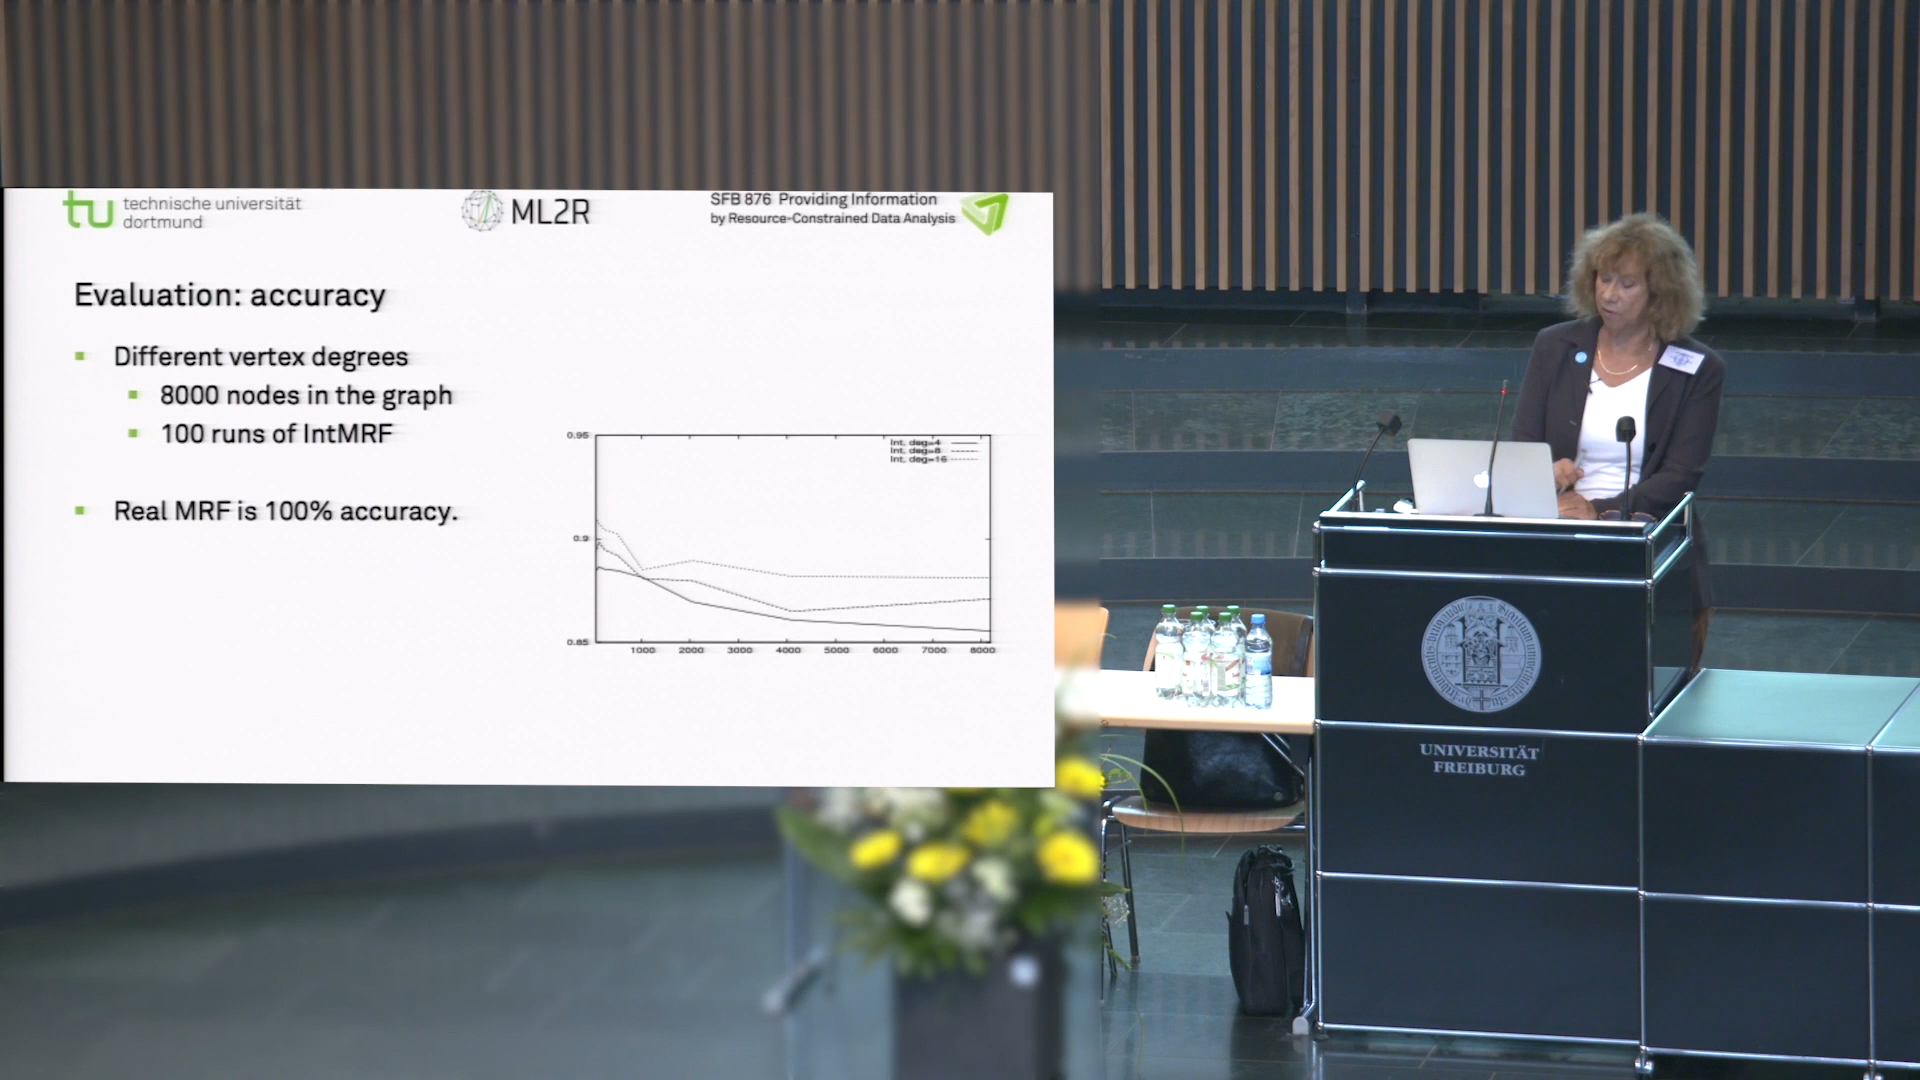 tu technische universität
dortmund
ML2R
SFB 876 Providing Information
by Resource-Constrained Data Analysis
Evaluation: accuracy
Different vertex degrees
8000 nodes in the graph
100 runs of IntMRF
Real MRF is 100% accuracy.
0.95
0.9
0.85
Int, deg=4
Int, deg=8
Int, deg=16
1000 2000 3000 4000 5000 6000 7000 8000
UNIVERSITÄT
FREIBURG